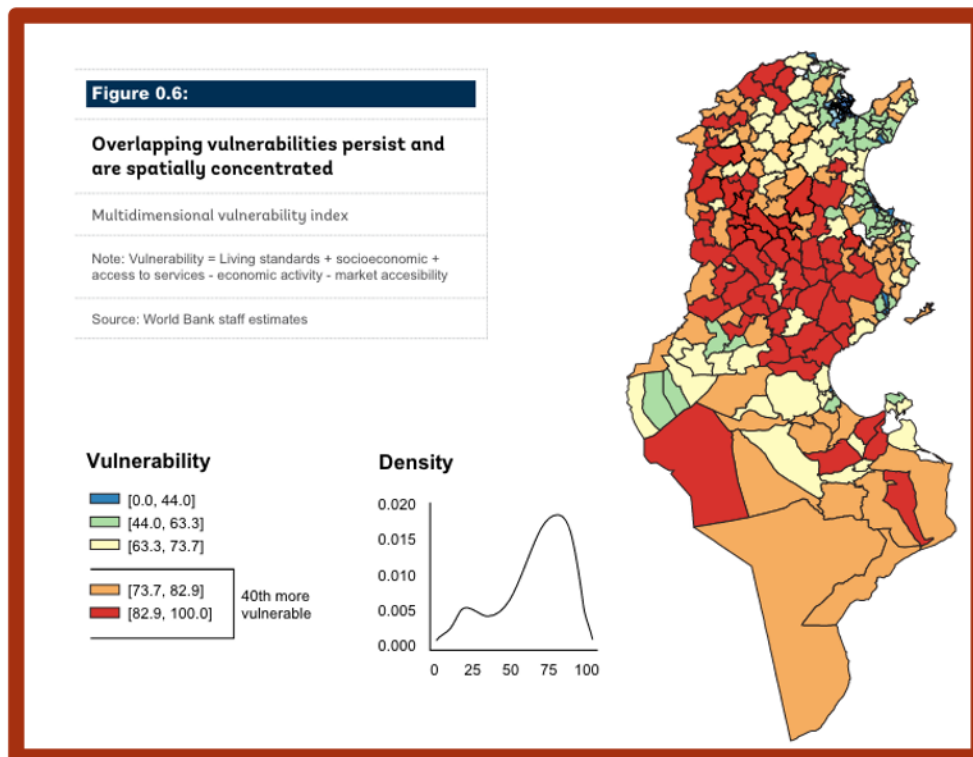 Figure 0.6:
Overlapping vulnerabilities persist and
are spatially concentrated
Multidimensional vulnerability index
Note: Vulnerability = Living standards + socioeconomic +
access to services - economic activity - market accesibility
Source: World Bank staff estimates
Vulnerability
[0.0, 44.0]
[44.0, 63.3]
[63.3, 73.7]
[73.7, 82.9]
[82.9, 100.0]
40th more
vulnerable
Density
0.020
0.015
0.010
0.005
0.000
0 25 50 75 100